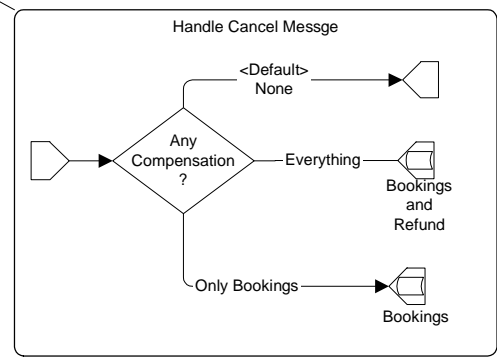 Handle Cancel Messge
<Default>
None
Any
Compensation
?
Everything
Bookings
and
Refund
Only Bookings
Bookings